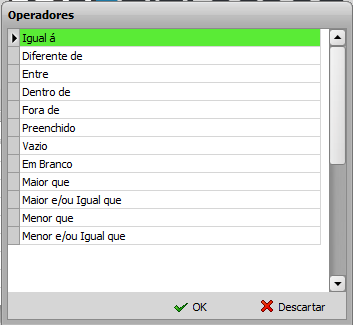 Operadores
Igual á
Diferente de
Entre
Dentro de
Fora de
Preenchido
Vazio
Em Branco
Maior que
Maior e/ou Igual que
Menor que
Menor e/ou Igual que
OK Descartar